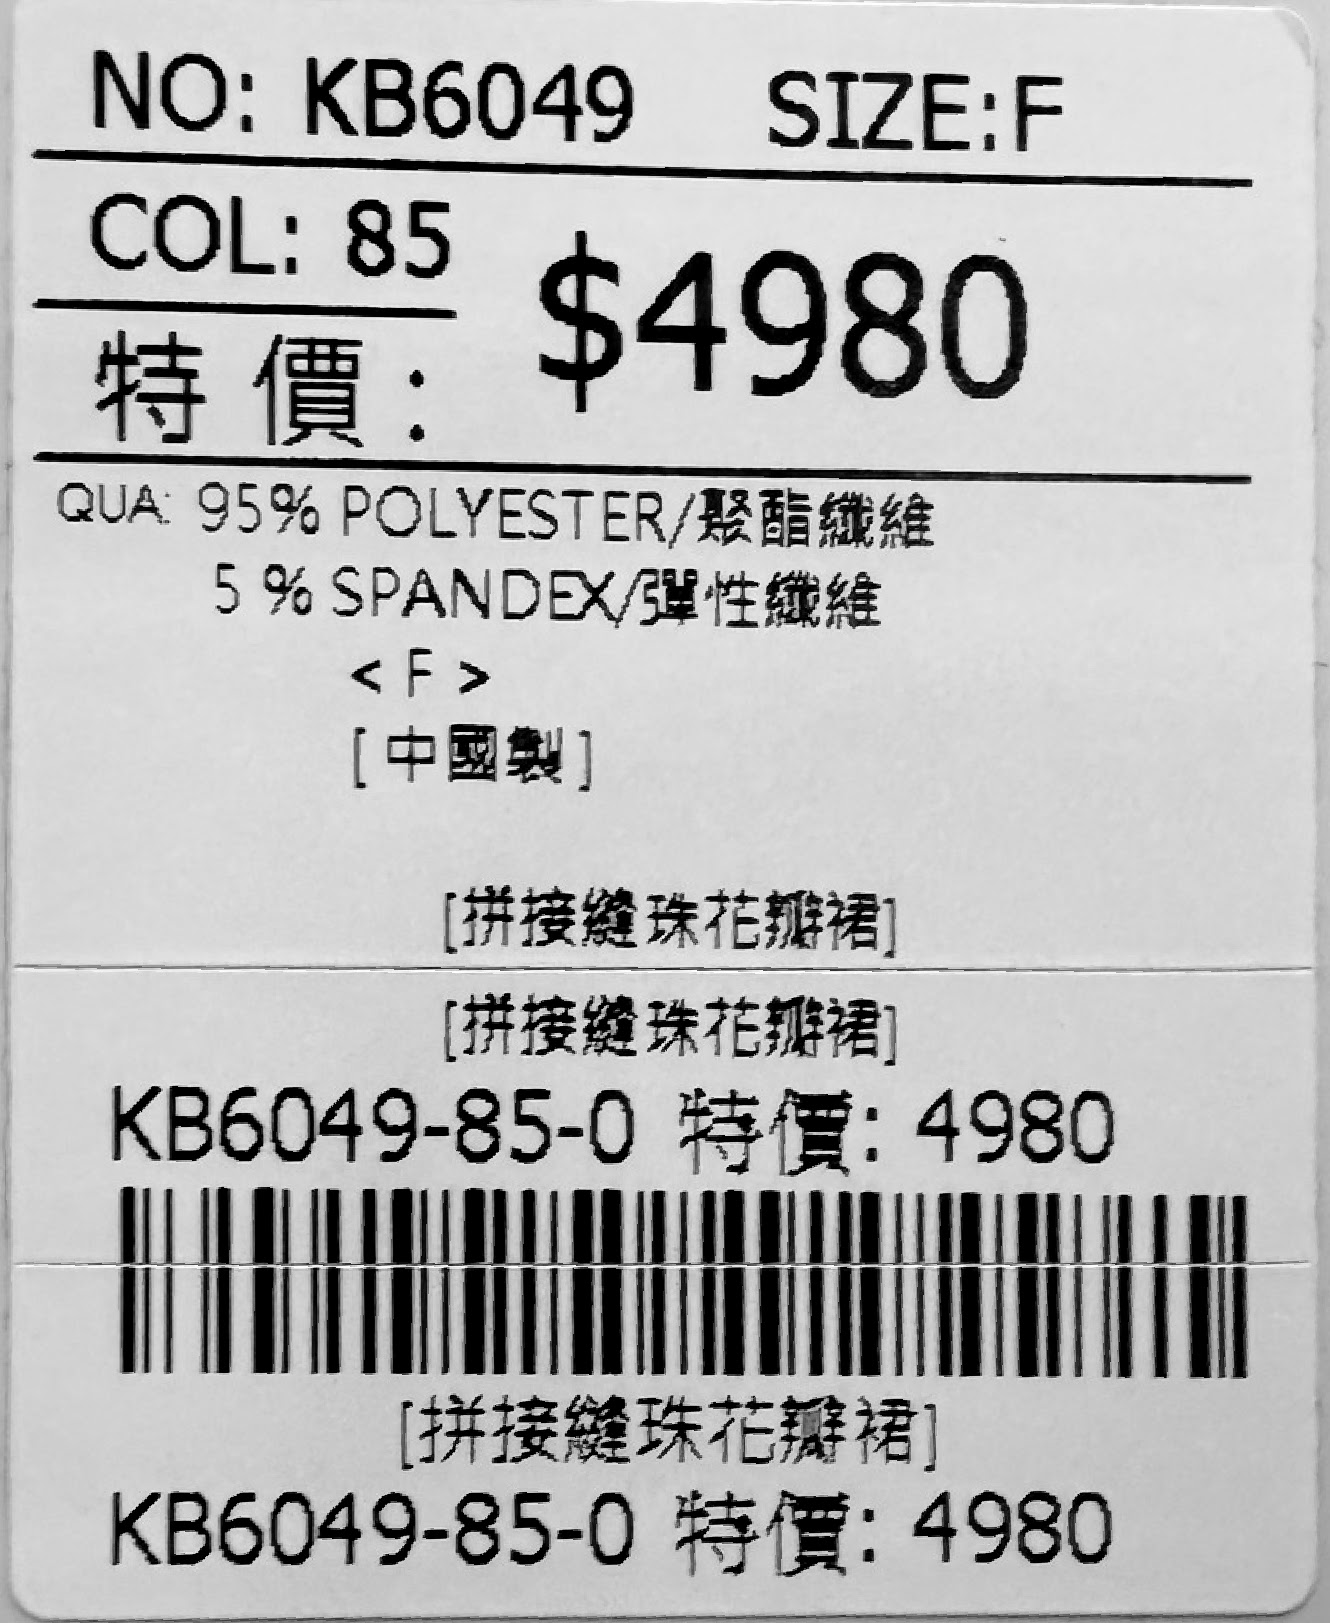 NO: KB6049 SIZE:F
COL: 85
$4980
特價:
QUA: 95% POLYESTER/聚酯纖維
5 % SPANDEX/彈性纖維
< F >
[中國製]
[拼接縫珠花瓣裙]
[拼接縫珠花瓣裙]
KB6049-85-0 特價: 4980
[拼接縫珠花瓣裙]
KB6049-85-0 特價: 4980